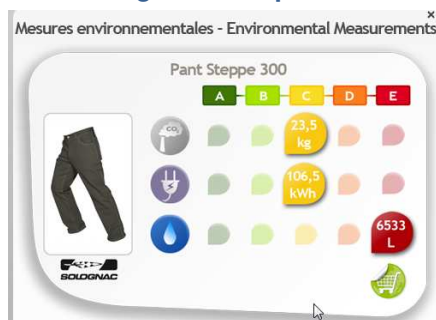 ×
Mesures environnementales - Environmental Measurements
Pant Steppe 300
A B C D E
CO₂ 23,5
kg
106,5
kWh
6533
L
SOLOGNAC